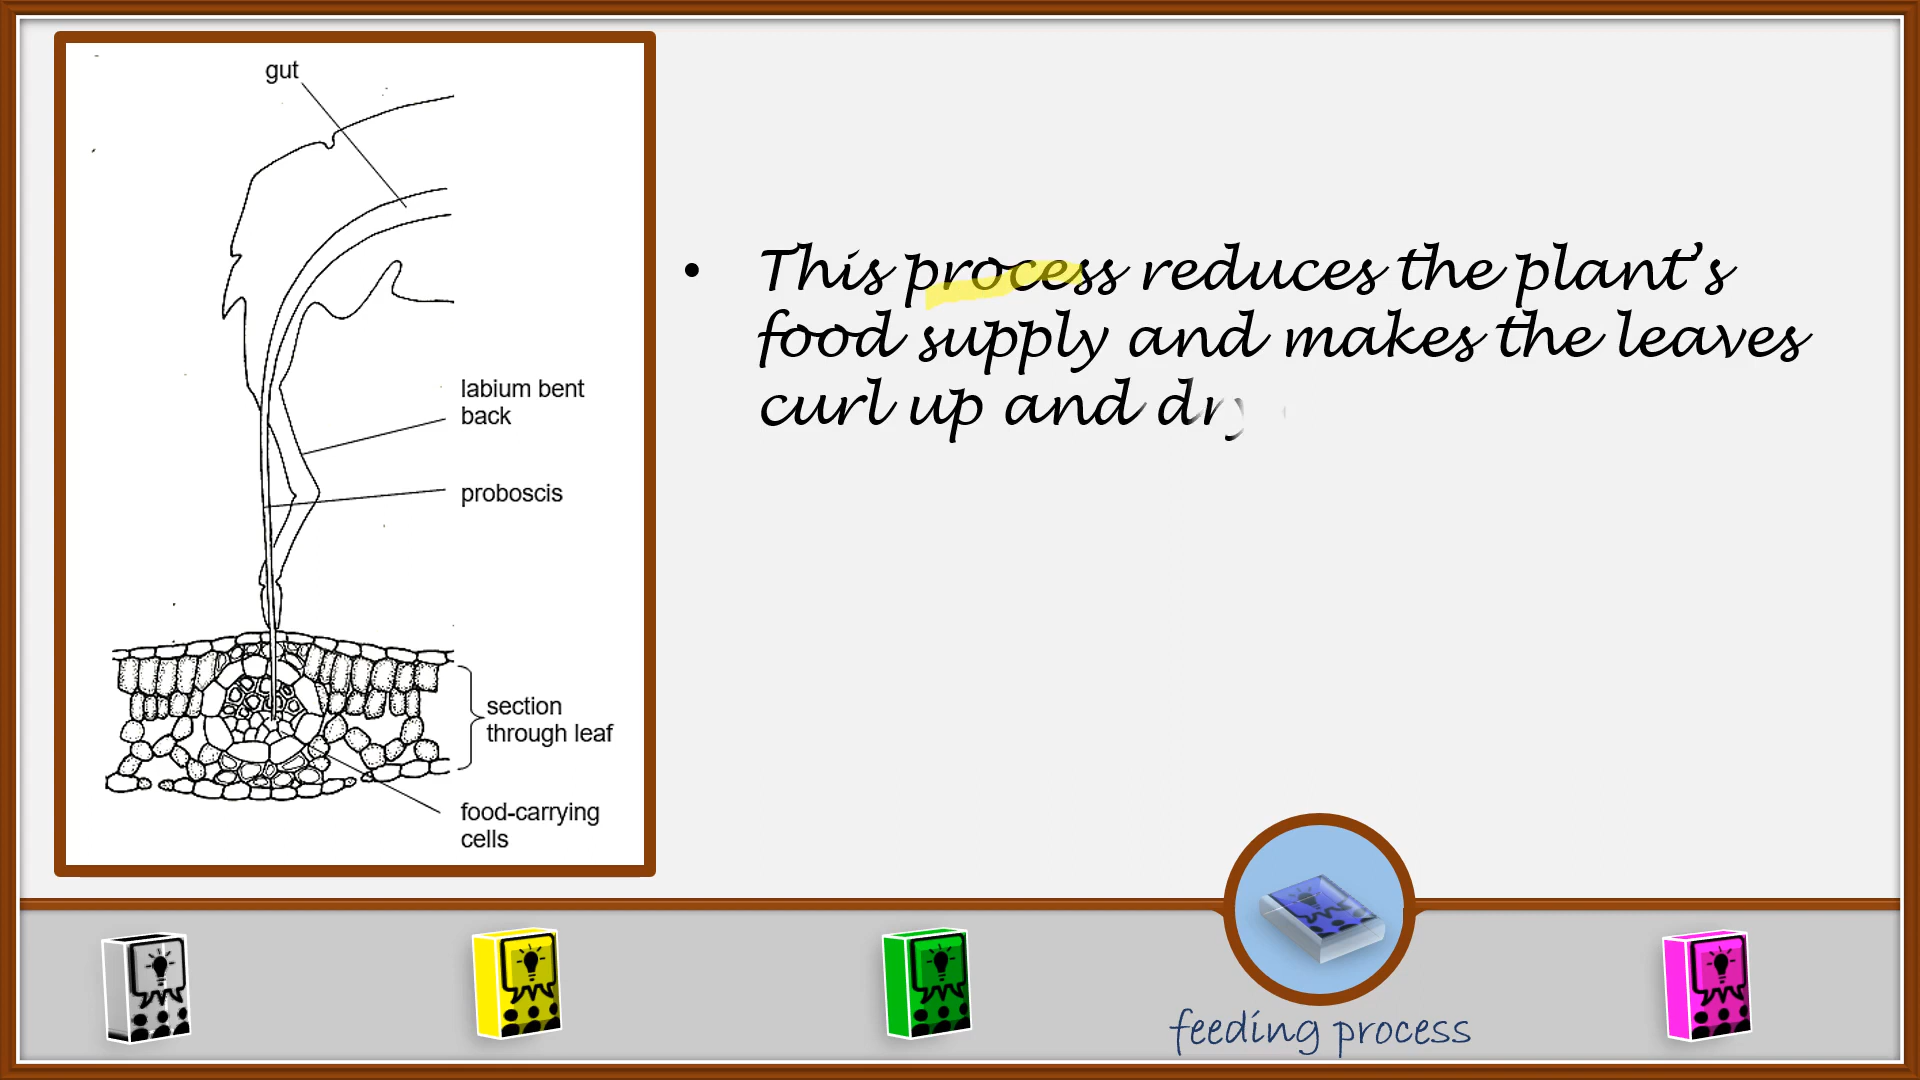 gut
labium bent
back
proboscis
section
through leaf
food-carrying
cells
• This process reduces the plant's
food supply and makes the leaves
curl up and dry
feeding process